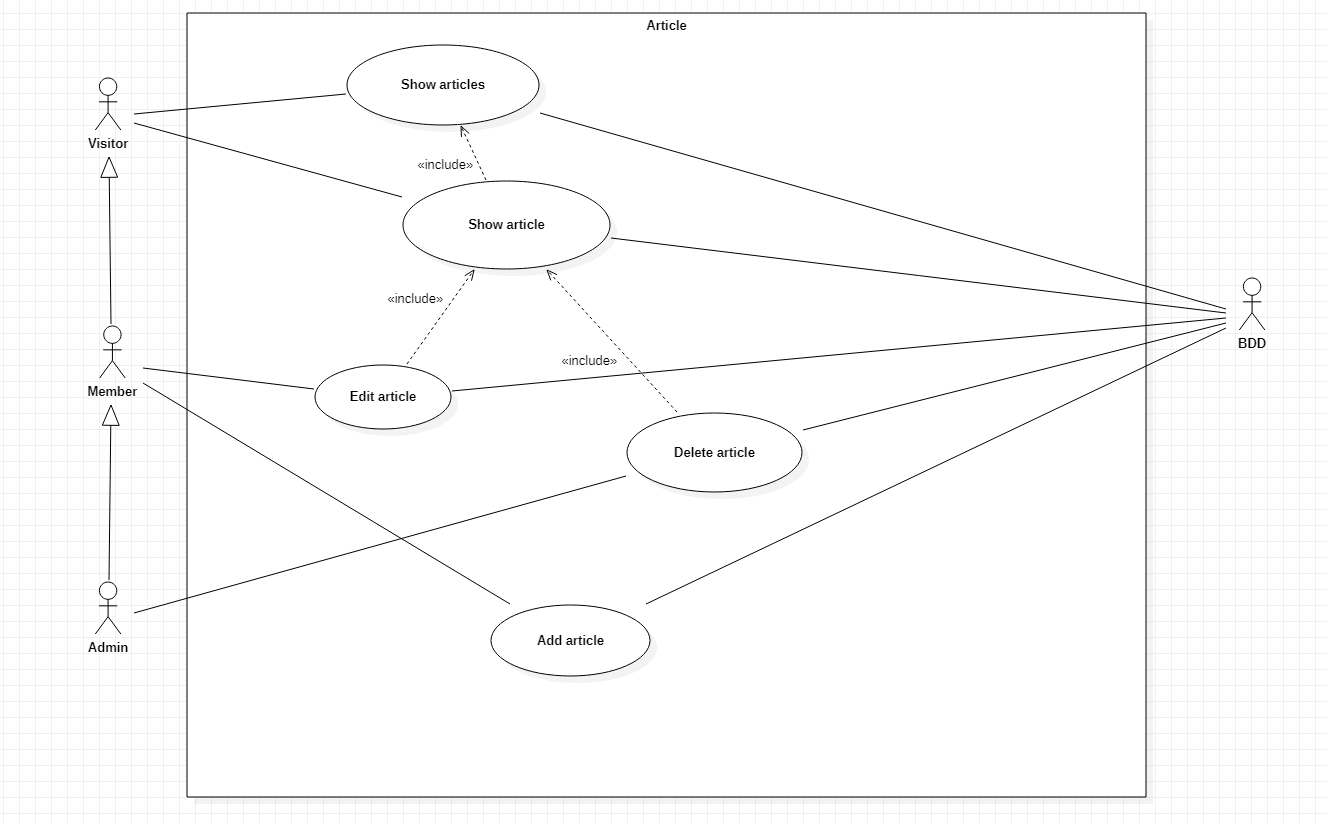 Article
Show articles
Visitor
«include»
Show article
«include»
BDD
«include»
Member
Edit article
Delete article
Add article
Admin